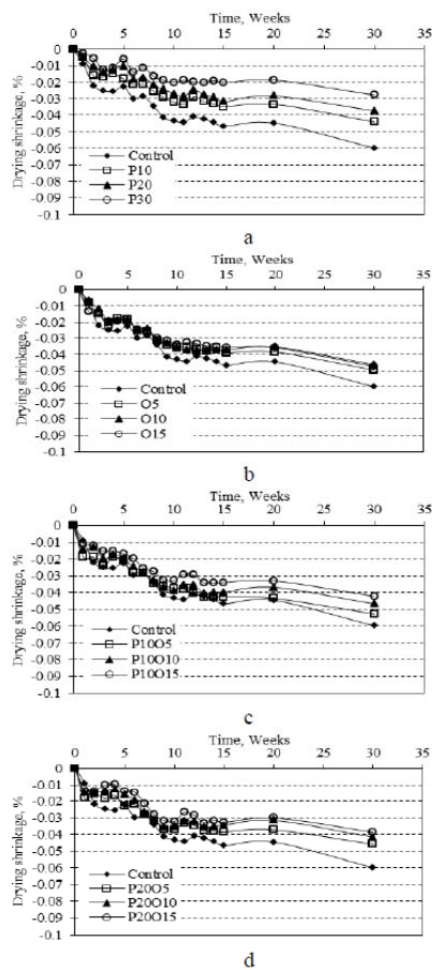 Time, Weeks
0 5 10 15 20 25 30 35
0
-0.01
-0.02
-0.03
-0.04
-0.05
-0.06
-0.07
-0.08
-0.09
-0.1
Drying shrinkage, %
Control
P10
P20
P30
a
Time, Weeks
0 5 10 15 20 25 30 35
0
-0.01
-0.02
-0.03
-0.04
-0.05
-0.06
-0.07
-0.08
-0.09
-0.1
Drying shrinkage, %
Control
O5
O10
O15
b
Time, Weeks
0 5 10 15 20 25 30 35
0
-0.01
-0.02
-0.03
-0.04
-0.05
-0.06
-0.07
-0.08
-0.09
-0.1
Drying shrinkage, %
Control
P10O5
P10O10
P10O15
c
Time, Weeks
0 5 10 15 20 25 30 35
0
-0.01
-0.02
-0.03
-0.04
-0.05
-0.06
-0.07
-0.08
-0.09
-0.1
Drying shrinkage, %
Control
P20O5
P20O10
P20O15
d